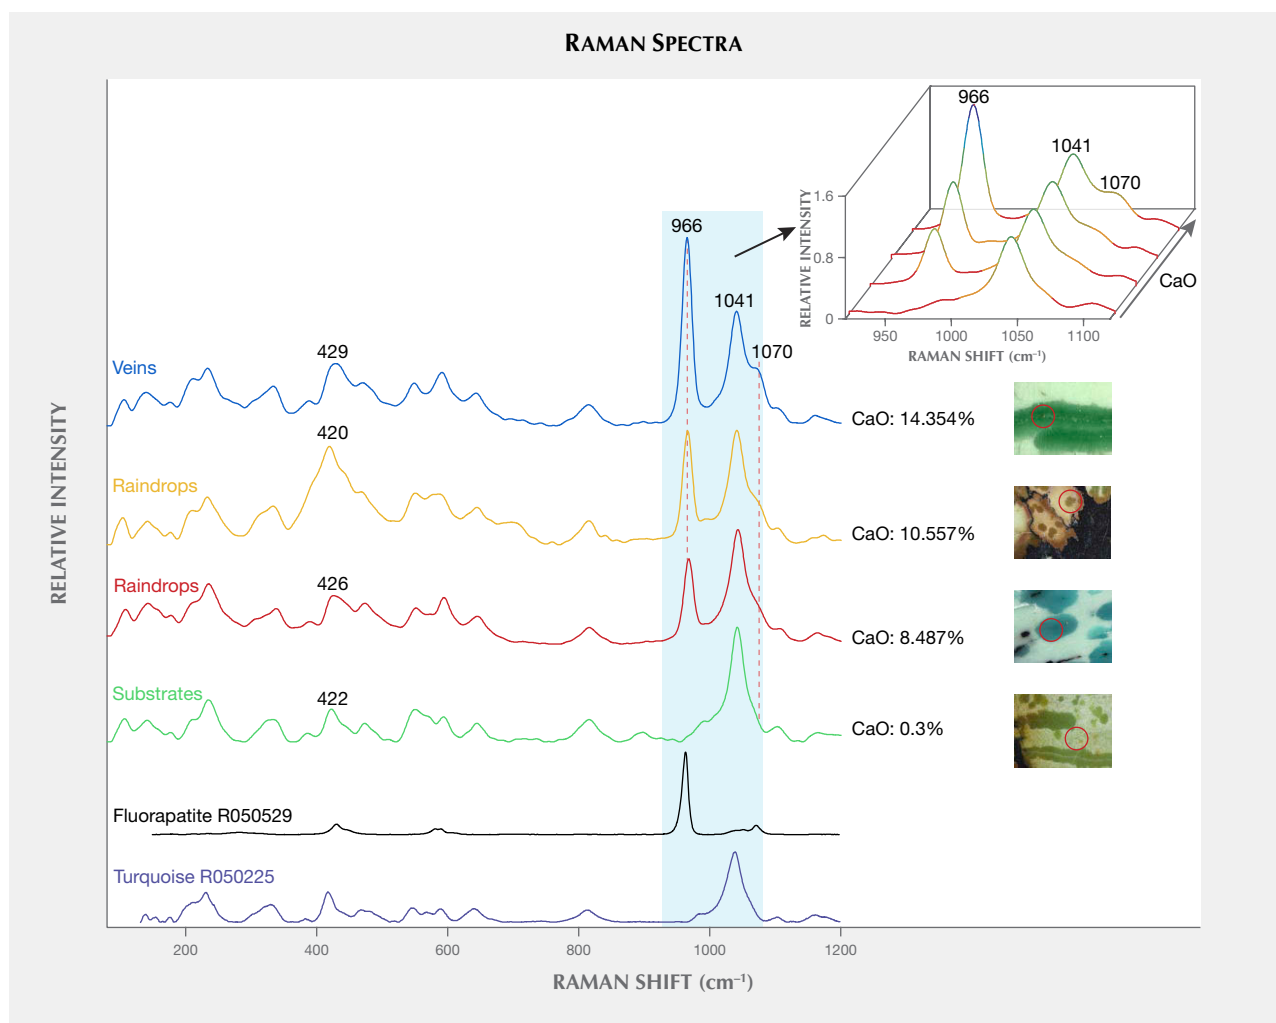 RAMAN SPECTRA
966
1041
1070
1.6
0.8
0
RELATIVE INTENSITY
950
1000
1050
1100
RAMAN SHIFT (cm⁻¹)
CaO
966
1041
1070
Veins
429
CaO: 14.354%
420
Raindrops
CaO: 10.557%
Raindrops
426
CaO: 8.487%
Substrates
422
CaO: 0.3%
Fluorapatite R050529
Turquoise R050225
RELATIVE INTENSITY
200
400
600
800
1000
1200
RAMAN SHIFT (cm⁻¹)